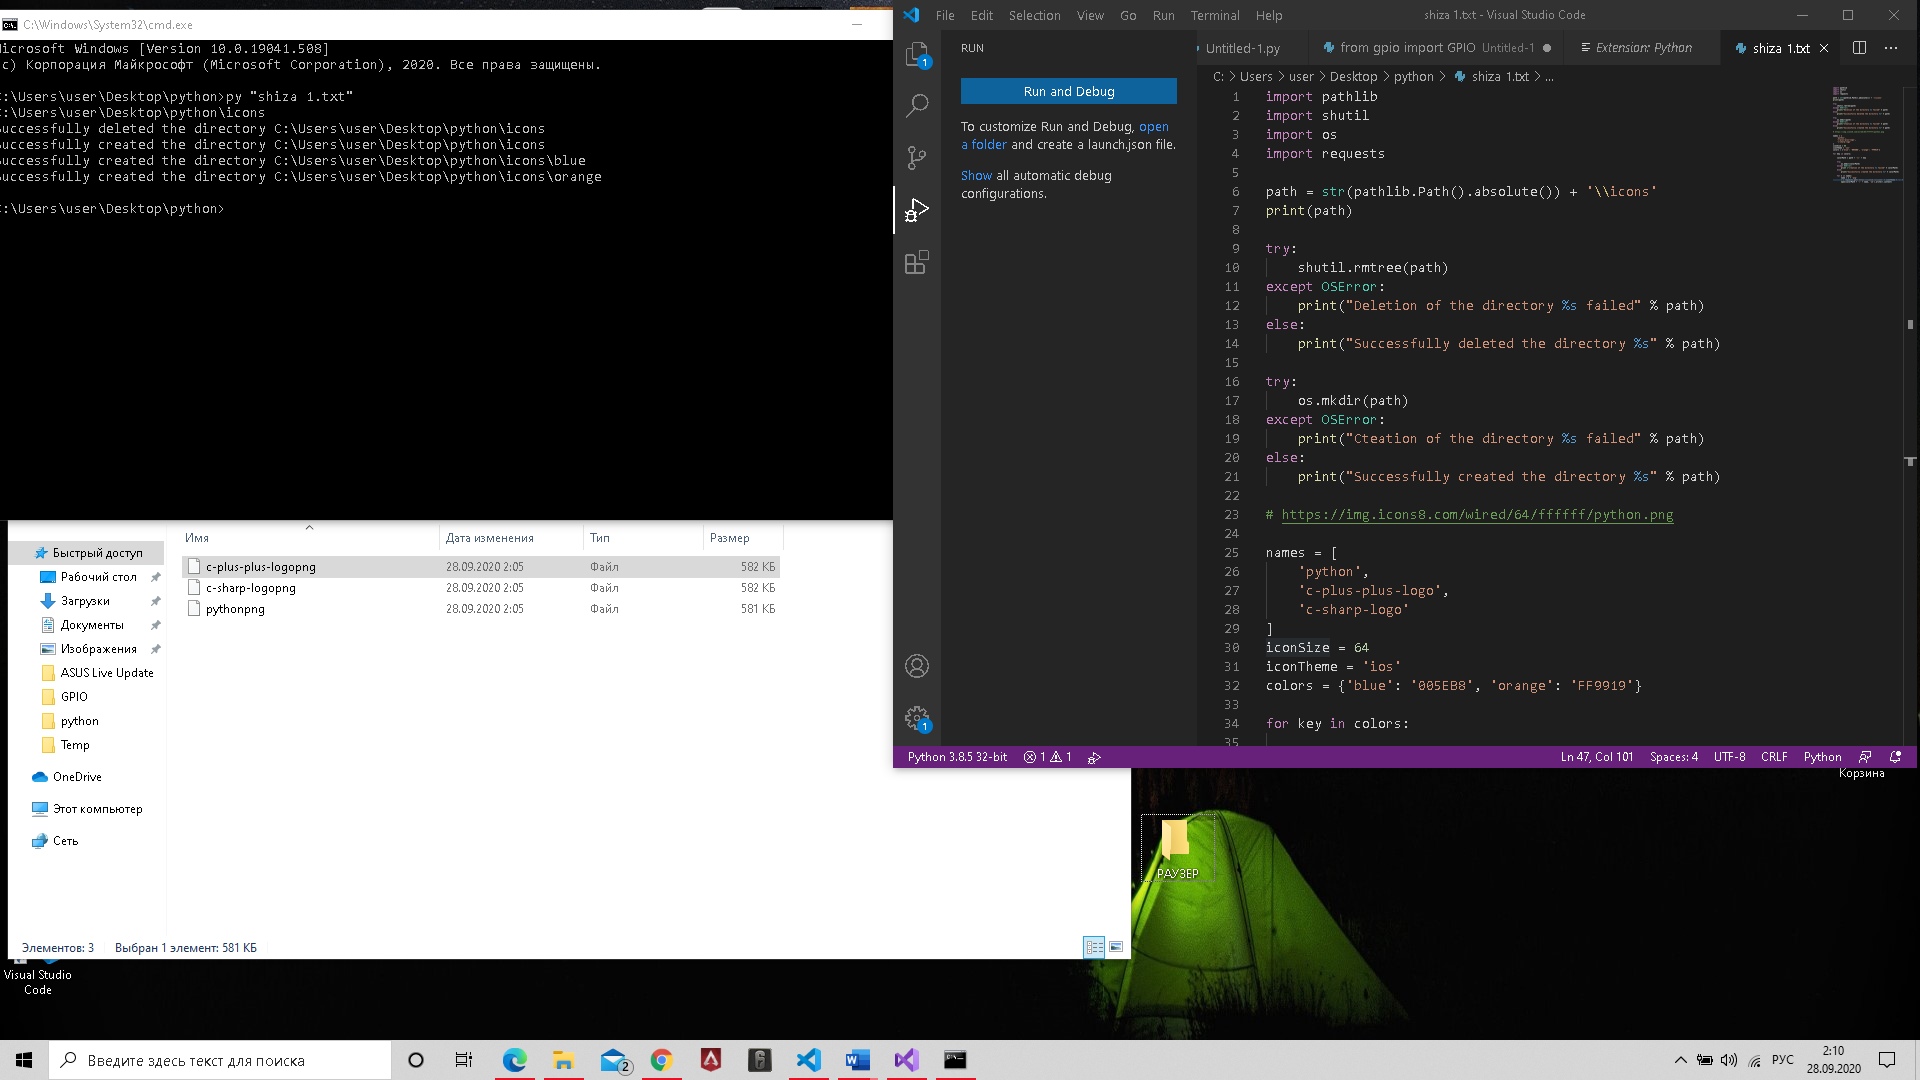 C:\Windows\System32\cmd.exe
icrosoft Windows [Version 10.0.19041.508]
c) Корпорация Майкрософт (Microsoft Corporation), 2020. Все права защищены.
:\Users\user\Desktop\python>py "shiza 1.txt"
:\Users\user\Desktop\python\icons
uccessfully deleted the directory C:\Users\user\Desktop\python\icons
uccessfully created the directory C:\Users\user\Desktop\python\icons
uccessfully created the directory C:\Users\user\Desktop\python\icons\blue
uccessfully created the directory C:\Users\user\Desktop\python\icons\orange
:\Users\user\Desktop\python>
File Edit Selection View Go Run Terminal Help
shiza 1.txt - Visual Studio Code
RUN
Untitled-1.py
from gpio import GPIO Untitled-1
Extension: Python
shiza 1.txt
1
Run and Debug
To customize Run and Debug, open
a folder and create a launch.json file.
Show all automatic debug
configurations.
C: > Users > user > Desktop > python > shiza 1.txt > ...
1 import pathlib
2 import shutil
3 import os
4 import requests
5
6 path = str(pathlib.Path().absolute()) + '\\icons'
7 print(path)
8
9 try:
10 shutil.rmtree(path)
11 except OSError:
12 print("Deletion of the directory %s failed" % path)
13 else:
14 print("Successfully deleted the directory %s" % path)
15
16 try:
17 os.mkdir(path)
18 except OSError:
19 print("Cteation of the directory %s failed" % path)
20 else:
21 print("Successfully created the directory %s" % path)
22
23 # https://img.icons8.com/wired/64/ffffff/python.png
24
25 names = [
26 'python',
27 'c-plus-plus-logo',
28 'c-sharp-logo'
29 ]
30 iconSize = 64
31 iconTheme = 'ios'
32 colors = {'blue': '005EB8', 'orange': 'FF9919'}
33
34 for key in colors:
35
1
Python 3.8.5 32-bit
1 1
Ln 47, Col 101 Spaces: 4 UTF-8 CRLF Python
Имя Дата изменения Тип Размер
c-plus-plus-logopng 28.09.2020 2:05 Файл 582 КБ
c-sharp-logopng 28.09.2020 2:05 Файл 582 КБ
pythonpng 28.09.2020 2:05 Файл 581 КБ
Быстрый доступ
Рабочий стол
Загрузки
Документы
Изображения
ASUS Live Update
GPIO
python
Temp
OneDrive
Этот компьютер
Сеть
Элементов: 3 Выбран 1 элемент: 581 КБ
Корзина
РАУЗЕР
Visual Studio
Code
Введите здесь текст для поиска
2
РУС
2:10
28.09.2020